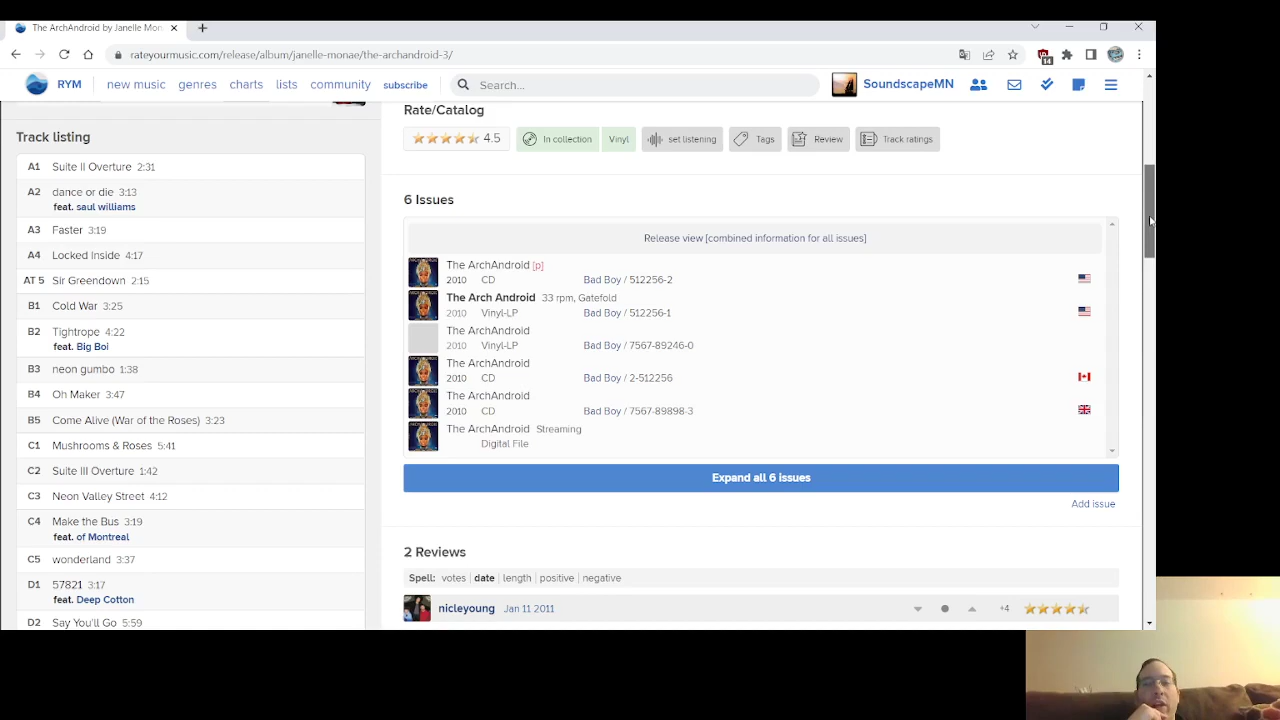 The ArchAndroid by Janelle Mon
rateyourmusic.com/release/album/janelle-monae/the-archandroid-3/
14
RYM new music genres charts lists community subscribe Search... SoundscapeMN
Track listing
A1 Suite II Overture 2:31
A2 dance or die 3:13
feat. saul williams
A3 Faster 3:19
A4 Locked Inside 4:17
AT 5 Sir Greendown 2:15
B1 Cold War 3:25
B2 Tightrope 4:22
feat. Big Boi
B3 neon gumbo 1:38
B4 Oh Maker 3:47
B5 Come Alive (War of the Roses) 3:23
C1 Mushrooms & Roses 5:41
C2 Suite III Overture 1:42
C3 Neon Valley Street 4:12
C4 Make the Bus 3:19
feat. of Montreal
C5 wonderland 3:37
D1 57821 3:17
feat. Deep Cotton
D2 Say You'll Go 5:59
Rate/Catalog
4.5 In collection Vinyl set listening Tags Review Track ratings
6 Issues
Release view [combined information for all issues]
The ArchAndroid [p]
2010 CD Bad Boy / 512256-2
The Arch Android 33 rpm, Gatefold
2010 Vinyl-LP Bad Boy / 512256-1
The ArchAndroid
2010 Vinyl-LP Bad Boy / 7567-89246-0
The ArchAndroid
2010 CD Bad Boy / 2-512256
The ArchAndroid
2010 CD Bad Boy / 7567-89898-3
The ArchAndroid Streaming
Digital File
Expand all 6 issues
Add issue
2 Reviews
Spell: votes | date | length | positive | negative
nicleyoung Jan 11 2011 +4